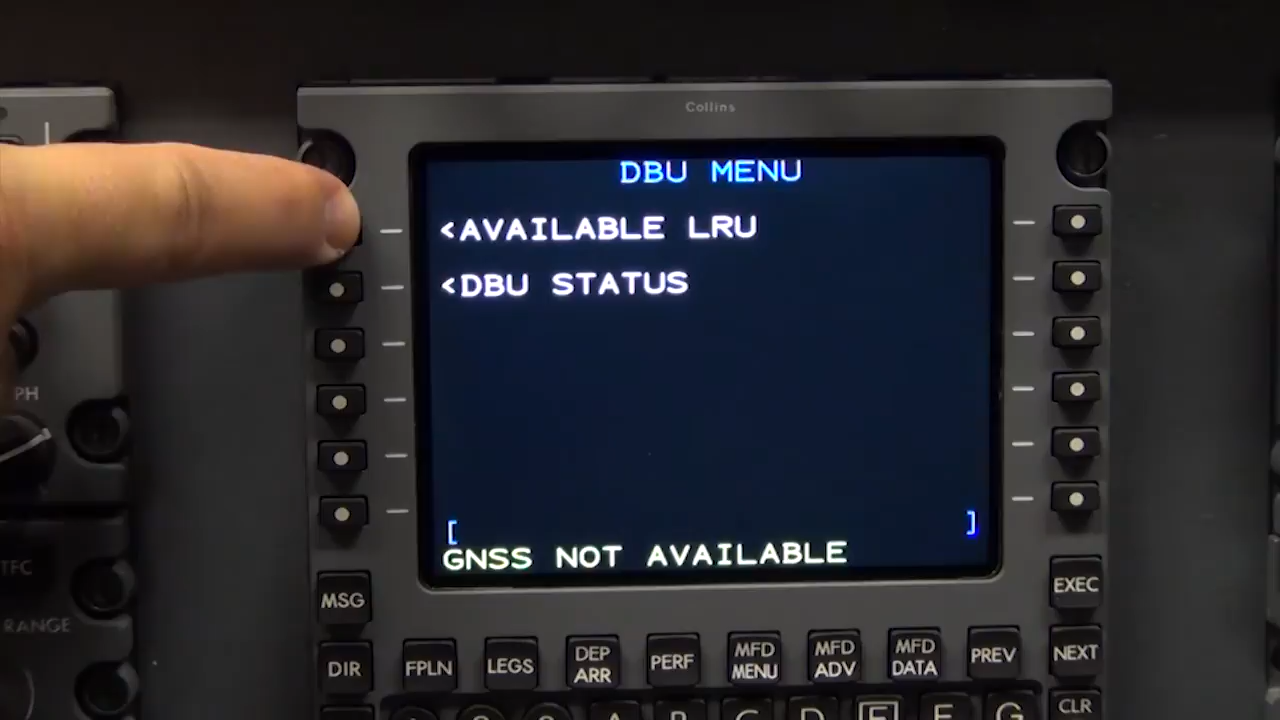 Collins
DBU MENU
<AVAILABLE LRU
<DBU STATUS
[ ]
GNSS NOT AVAILABLE
PH
TFC
RANGE
MSG
EXEC
DIR
FPLN
LEGS
DEP
ARR
PERF
MFD
MENU
MFD
ADV
MFD
DATA
PREV
NEXT
CLR
A B C D E F G